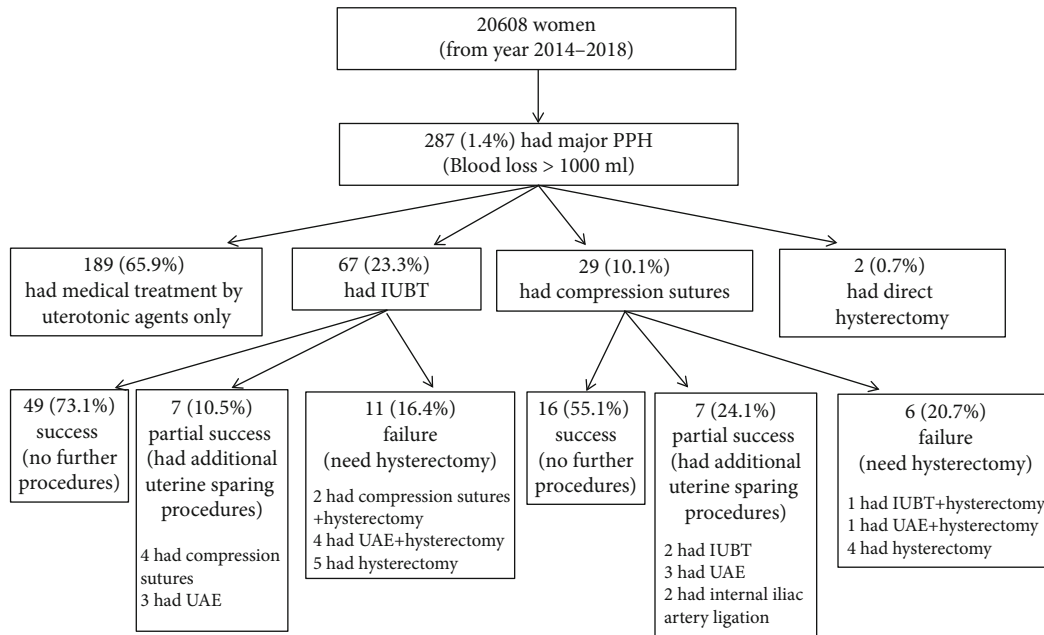 20608 women
(from year 2014–2018)
287 (1.4%) had major PPH
(Blood loss > 1000 ml)
189 (65.9%)
had medical treatment by
uterotonic agents only
67 (23.3%)
had IUBT
29 (10.1%)
had compression sutures
2 (0.7%)
had direct
hysterectomy
49 (73.1%)
success
(no further
procedures)
7 (10.5%)
partial success
(had additional
uterine sparing
procedures)
4 had compression
sutures
3 had UAE
11 (16.4%)
failure
(need hysterectomy)
2 had compression sutures
+hysterectomy
4 had UAE+hysterectomy
5 had hysterectomy
16 (55.1%)
success
(no further
procedures)
7 (24.1%)
partial success
(had additional
uterine sparing
procedures)
2 had IUBT
3 had UAE
2 had internal iliac
artery ligation
6 (20.7%)
failure
(need hysterectomy)
1 had IUBT+hysterectomy
1 had UAE+hysterectomy
4 had hysterectomy